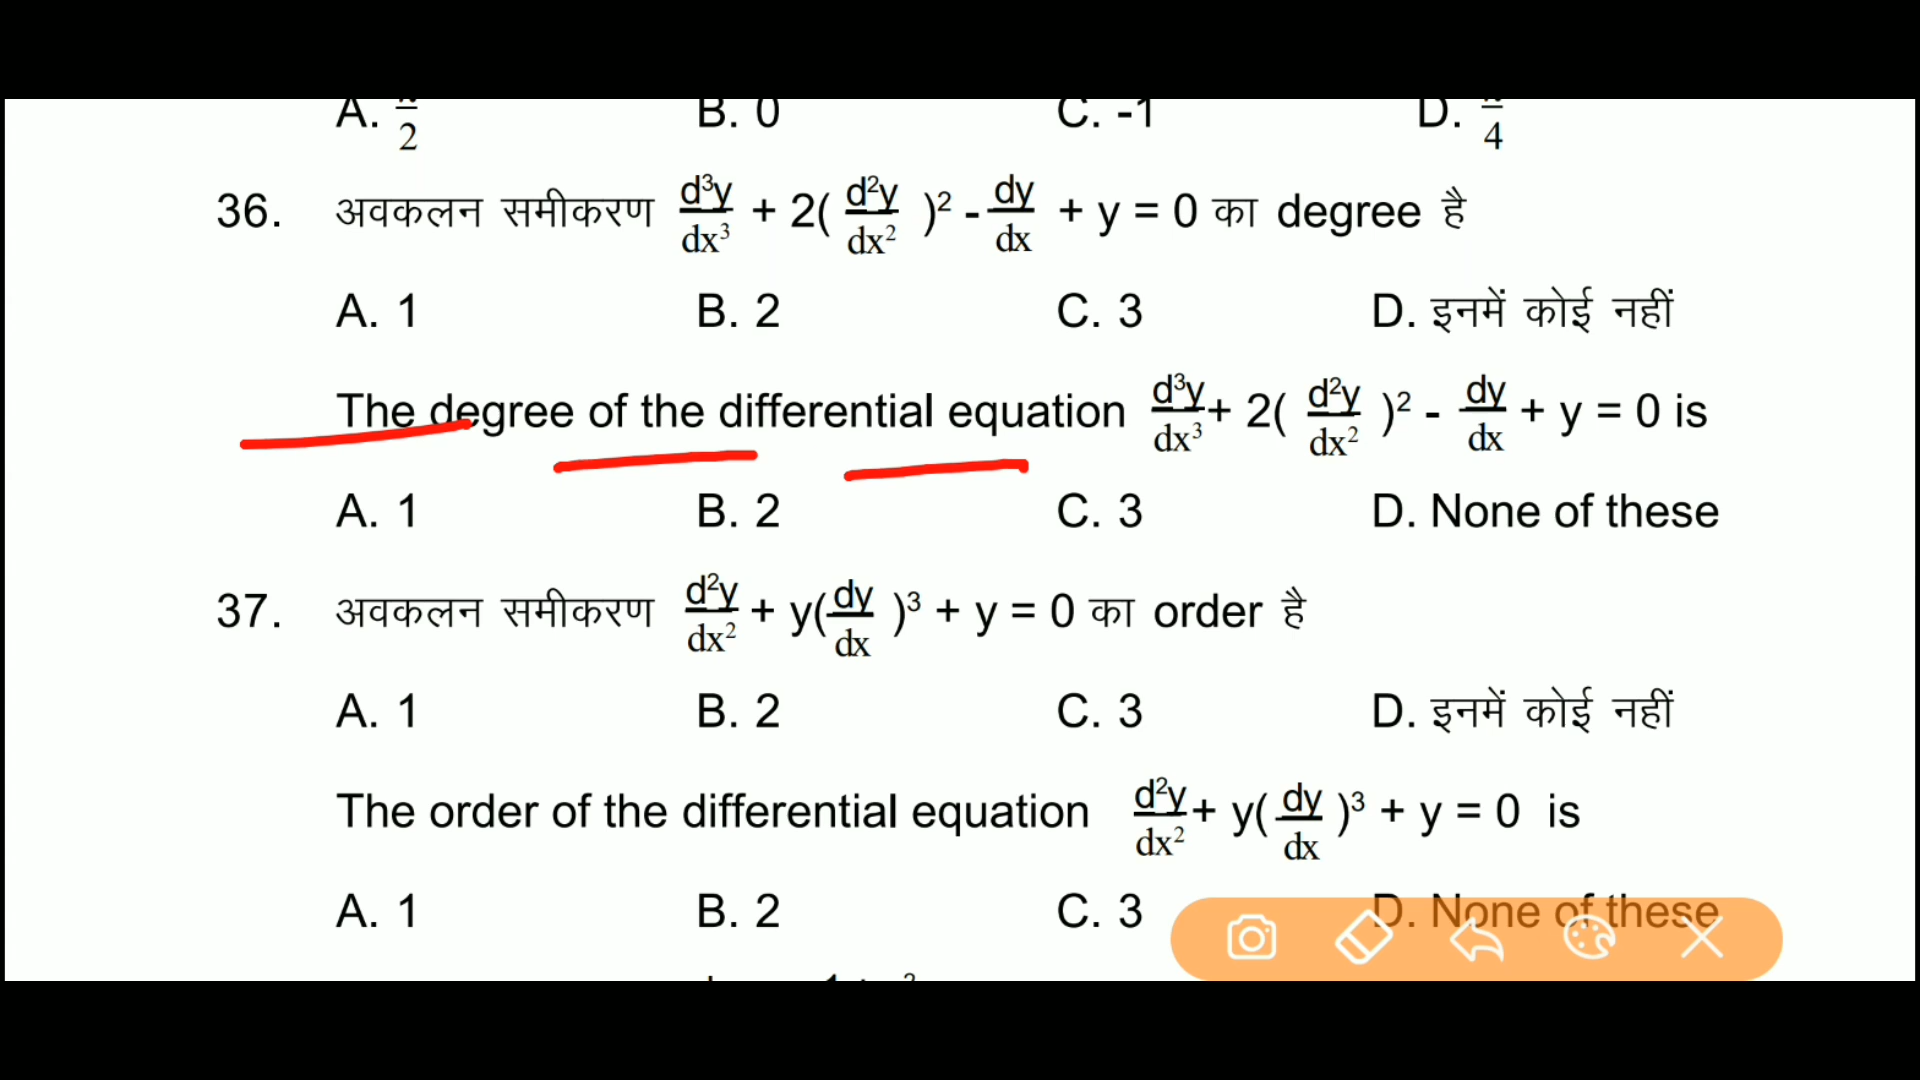 A. π/2 B. 0 C. -1 D. π/4
36. अवकलन समीकरण d³y/dx³ + 2( d²y/dx² )² - dy/dx + y = 0 का degree है
A. 1 B. 2 C. 3 D. इनमें कोई नहीं
The degree of the differential equation d³y/dx³ + 2( d²y/dx² )² - dy/dx + y = 0 is
A. 1 B. 2 C. 3 D. None of these
37. अवकलन समीकरण d²y/dx² + y( dy/dx )³ + y = 0 का order है
A. 1 B. 2 C. 3 D. इनमें कोई नहीं
The order of the differential equation d²y/dx² + y( dy/dx )³ + y = 0 is
A. 1 B. 2 C. 3 D. None of these